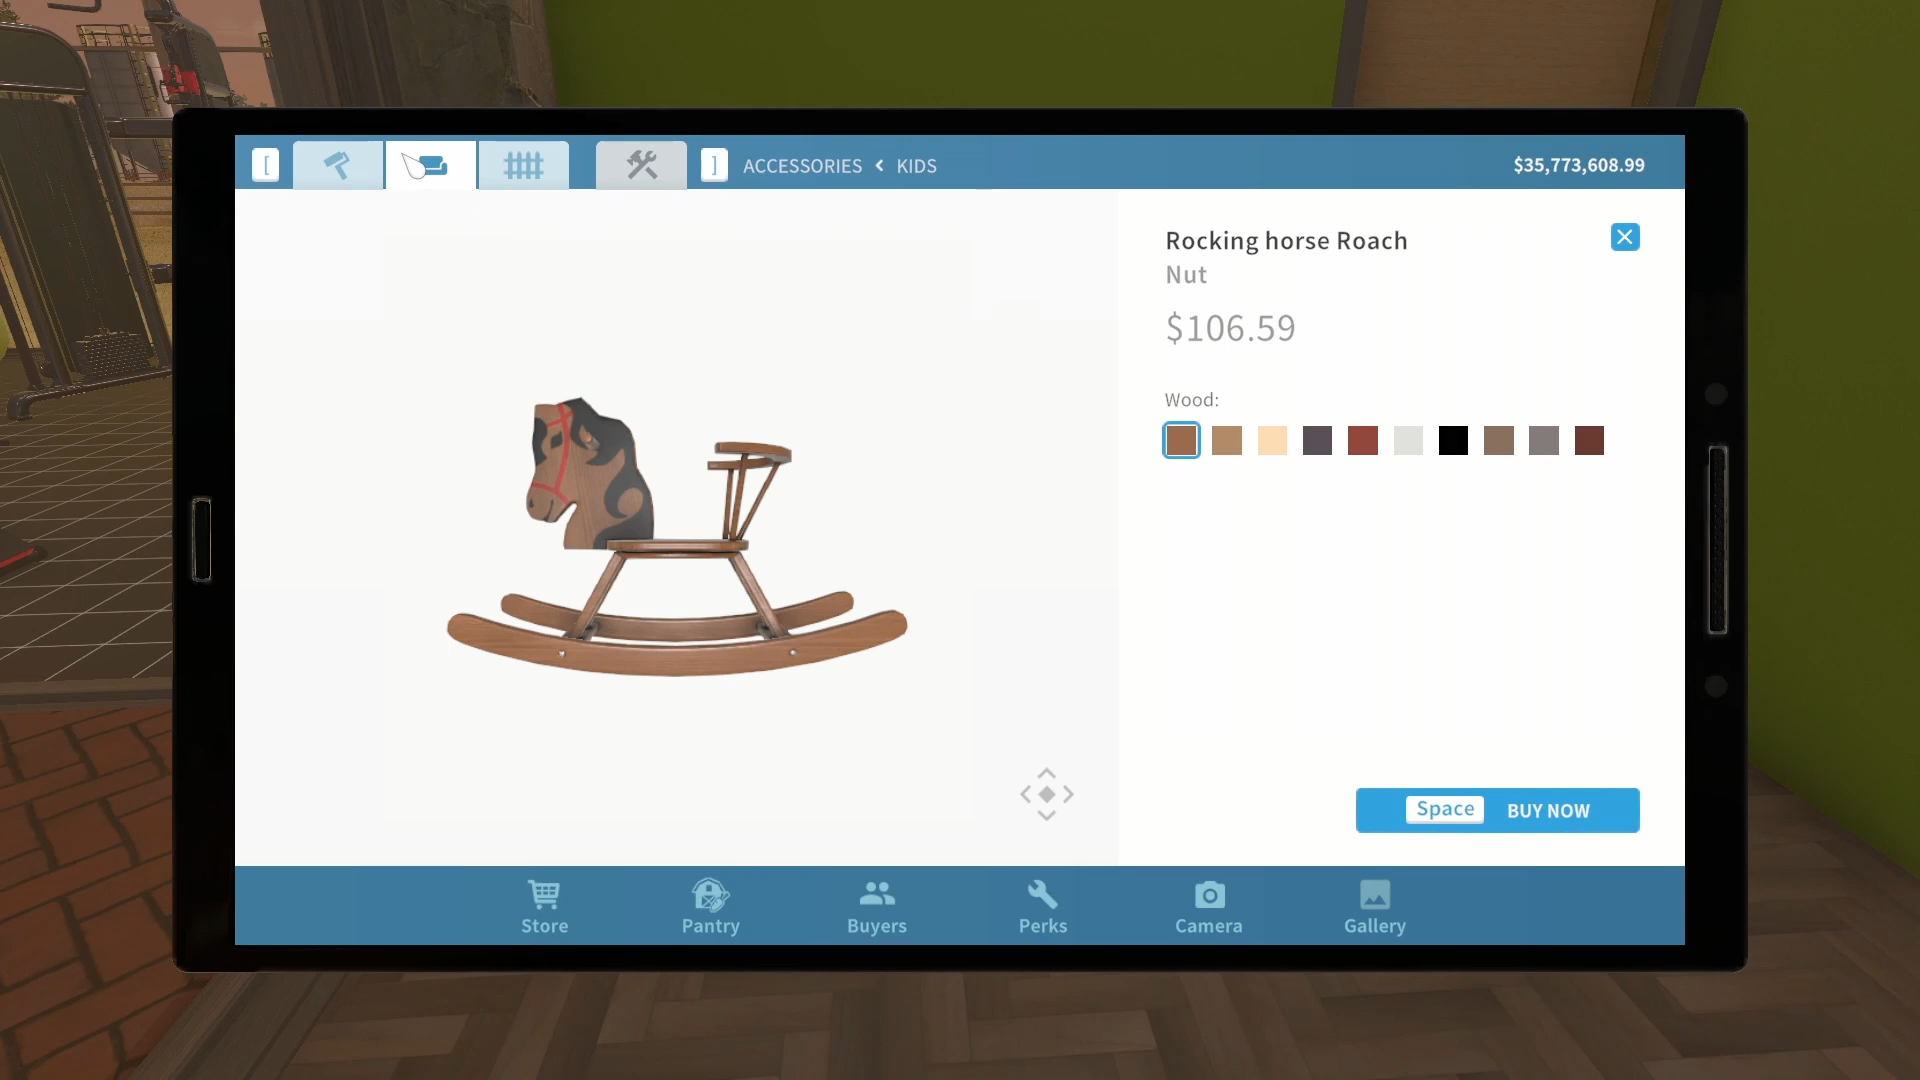 [
]
ACCESSORIES < KIDS
$35,773,608.99
Rocking horse Roach
Nut
$106.59
Wood:
Space BUY NOW
Store Pantry Buyers Perks Camera Gallery